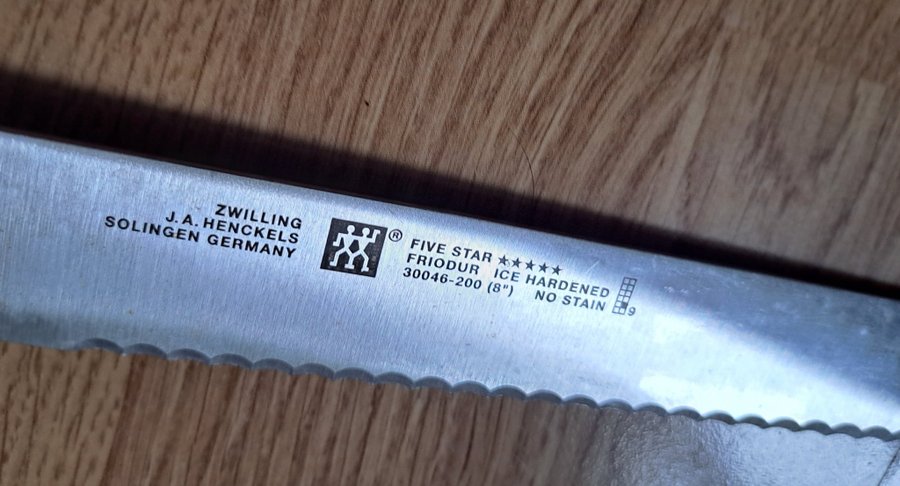 ZWILLING
J.A. HENCKELS
SOLINGEN GERMANY
®
FIVE STAR ★★★★★
FRIODUR ICE HARDENED
30046-200 (8") NO STAIN
9